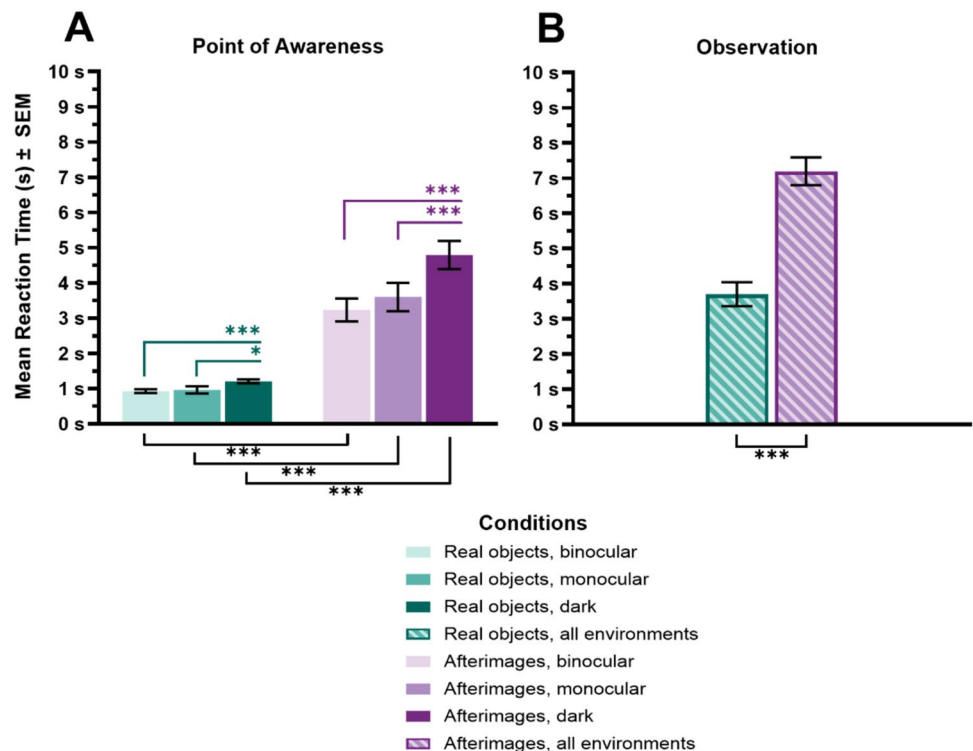 A
Point of Awareness
Mean Reaction Time (s) ± SEM
10 s
9 s
8 s
7 s
6 s
5 s
4 s
3 s
2 s
1 s
0 s
***
*
***
***
***
***
***
B
Observation
10 s
9 s
8 s
7 s
6 s
5 s
4 s
3 s
2 s
1 s
0 s
***
Conditions
Real objects, binocular
Real objects, monocular
Real objects, dark
Real objects, all environments
Afterimages, binocular
Afterimages, monocular
Afterimages, dark
Afterimages, all environments